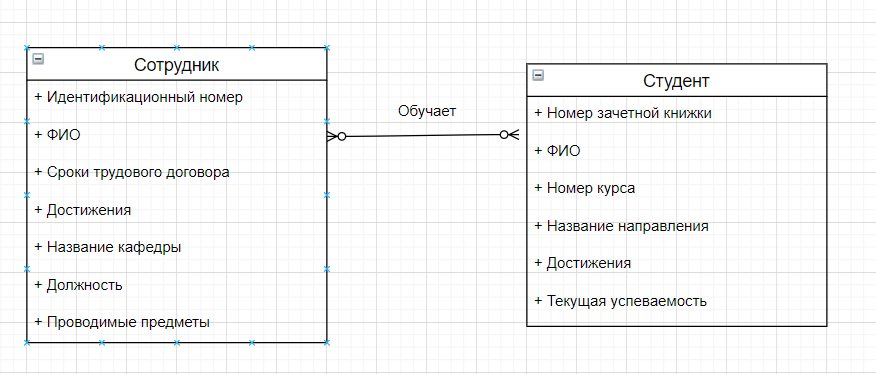 Сотрудник
+ Идентификационный номер
+ ФИО
+ Сроки трудового договора
+ Достижения
+ Название кафедры
+ Должность
+ Проводимые предметы
Обучает
Студент
+ Номер зачетной книжки
+ ФИО
+ Номер курса
+ Название направления
+ Достижения
+ Текущая успеваемость